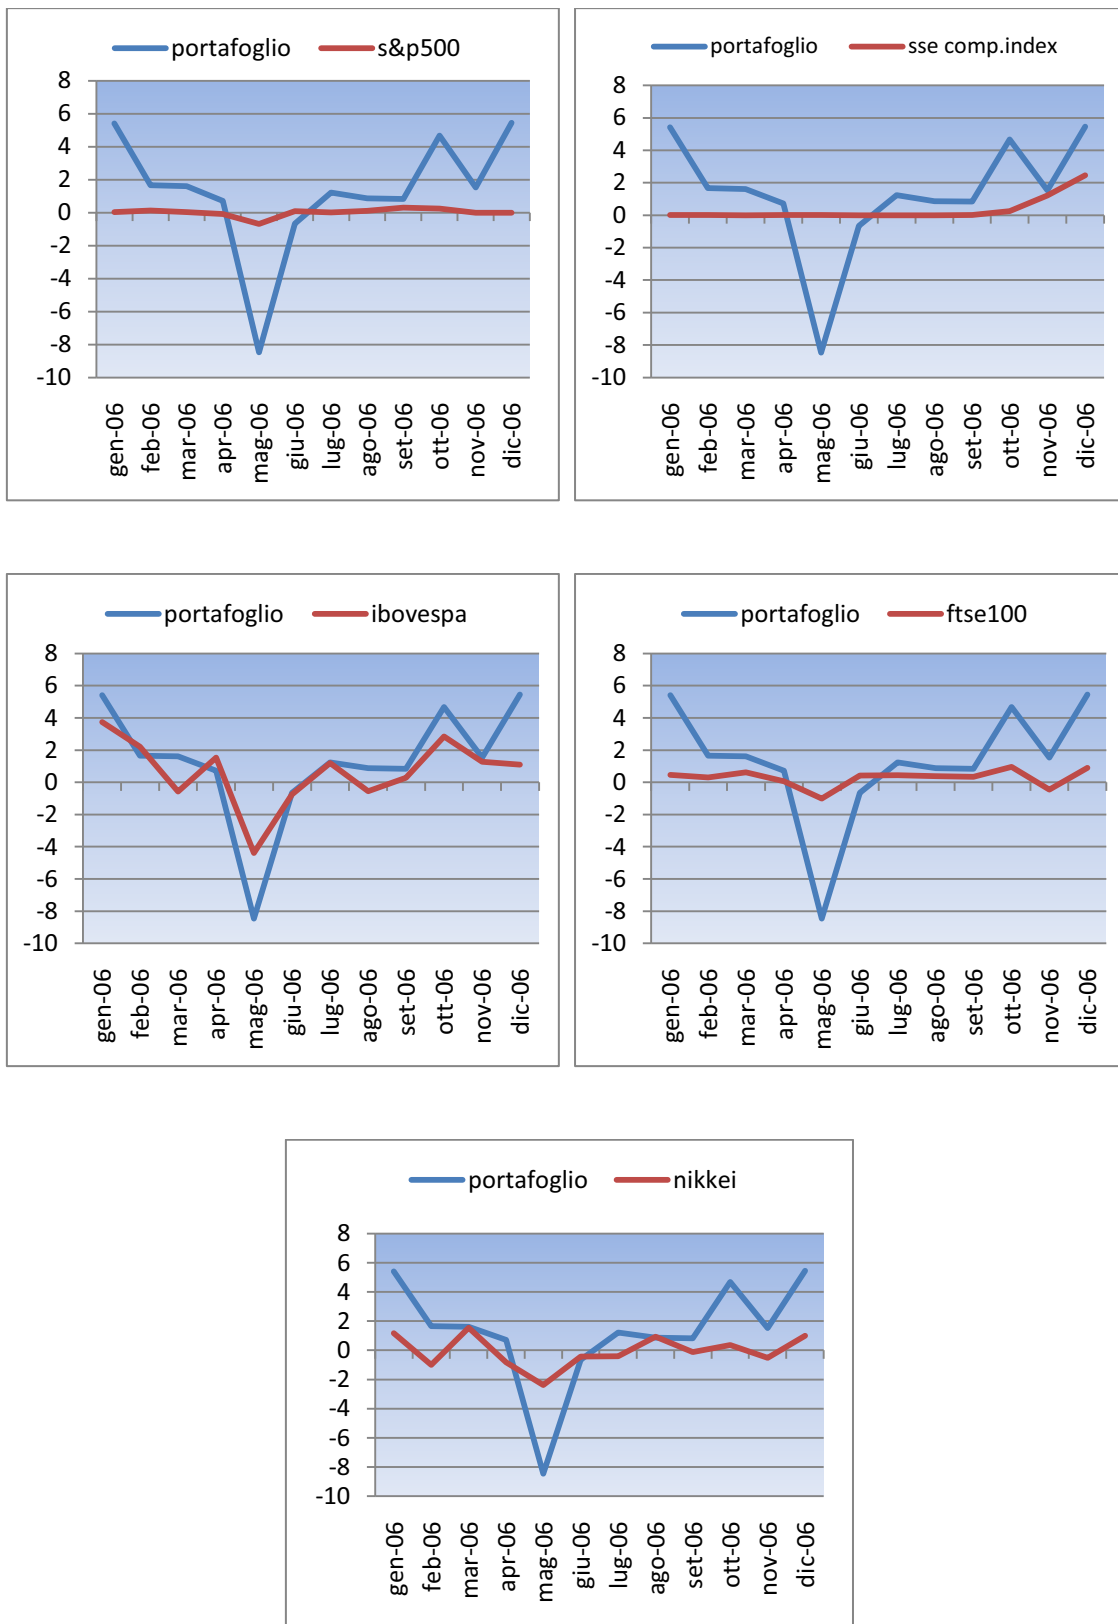 portafoglio s&p500
8
6
4
2
0
-2
-4
-6
-8
-10
gen-06
feb-06
mar-06
apr-06
mag-06
giu-06
lug-06
ago-06
set-06
ott-06
nov-06
dic-06
portafoglio sse comp.index
8
6
4
2
0
-2
-4
-6
-8
-10
gen-06
feb-06
mar-06
apr-06
mag-06
giu-06
lug-06
ago-06
set-06
ott-06
nov-06
dic-06
portafoglio ibovespa
8
6
4
2
0
-2
-4
-6
-8
-10
gen-06
feb-06
mar-06
apr-06
mag-06
giu-06
lug-06
ago-06
set-06
ott-06
nov-06
dic-06
portafoglio ftse100
8
6
4
2
0
-2
-4
-6
-8
-10
gen-06
feb-06
mar-06
apr-06
mag-06
giu-06
lug-06
ago-06
set-06
ott-06
nov-06
dic-06
portafoglio nikkei
8
6
4
2
0
-2
-4
-6
-8
-10
gen-06
feb-06
mar-06
apr-06
mag-06
giu-06
lug-06
ago-06
set-06
ott-06
nov-06
dic-06